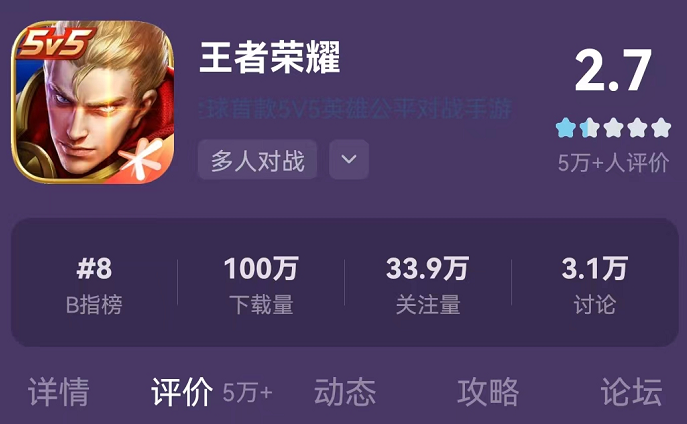 5v5
王者荣耀
2.7
球首款5V5英雄公平对战手游
多人对战
5万+人评价
#8
100万
33.9万
3.1万
B指榜
下载量
关注量
讨论
详情
评价 5万+
动态
攻略
论坛